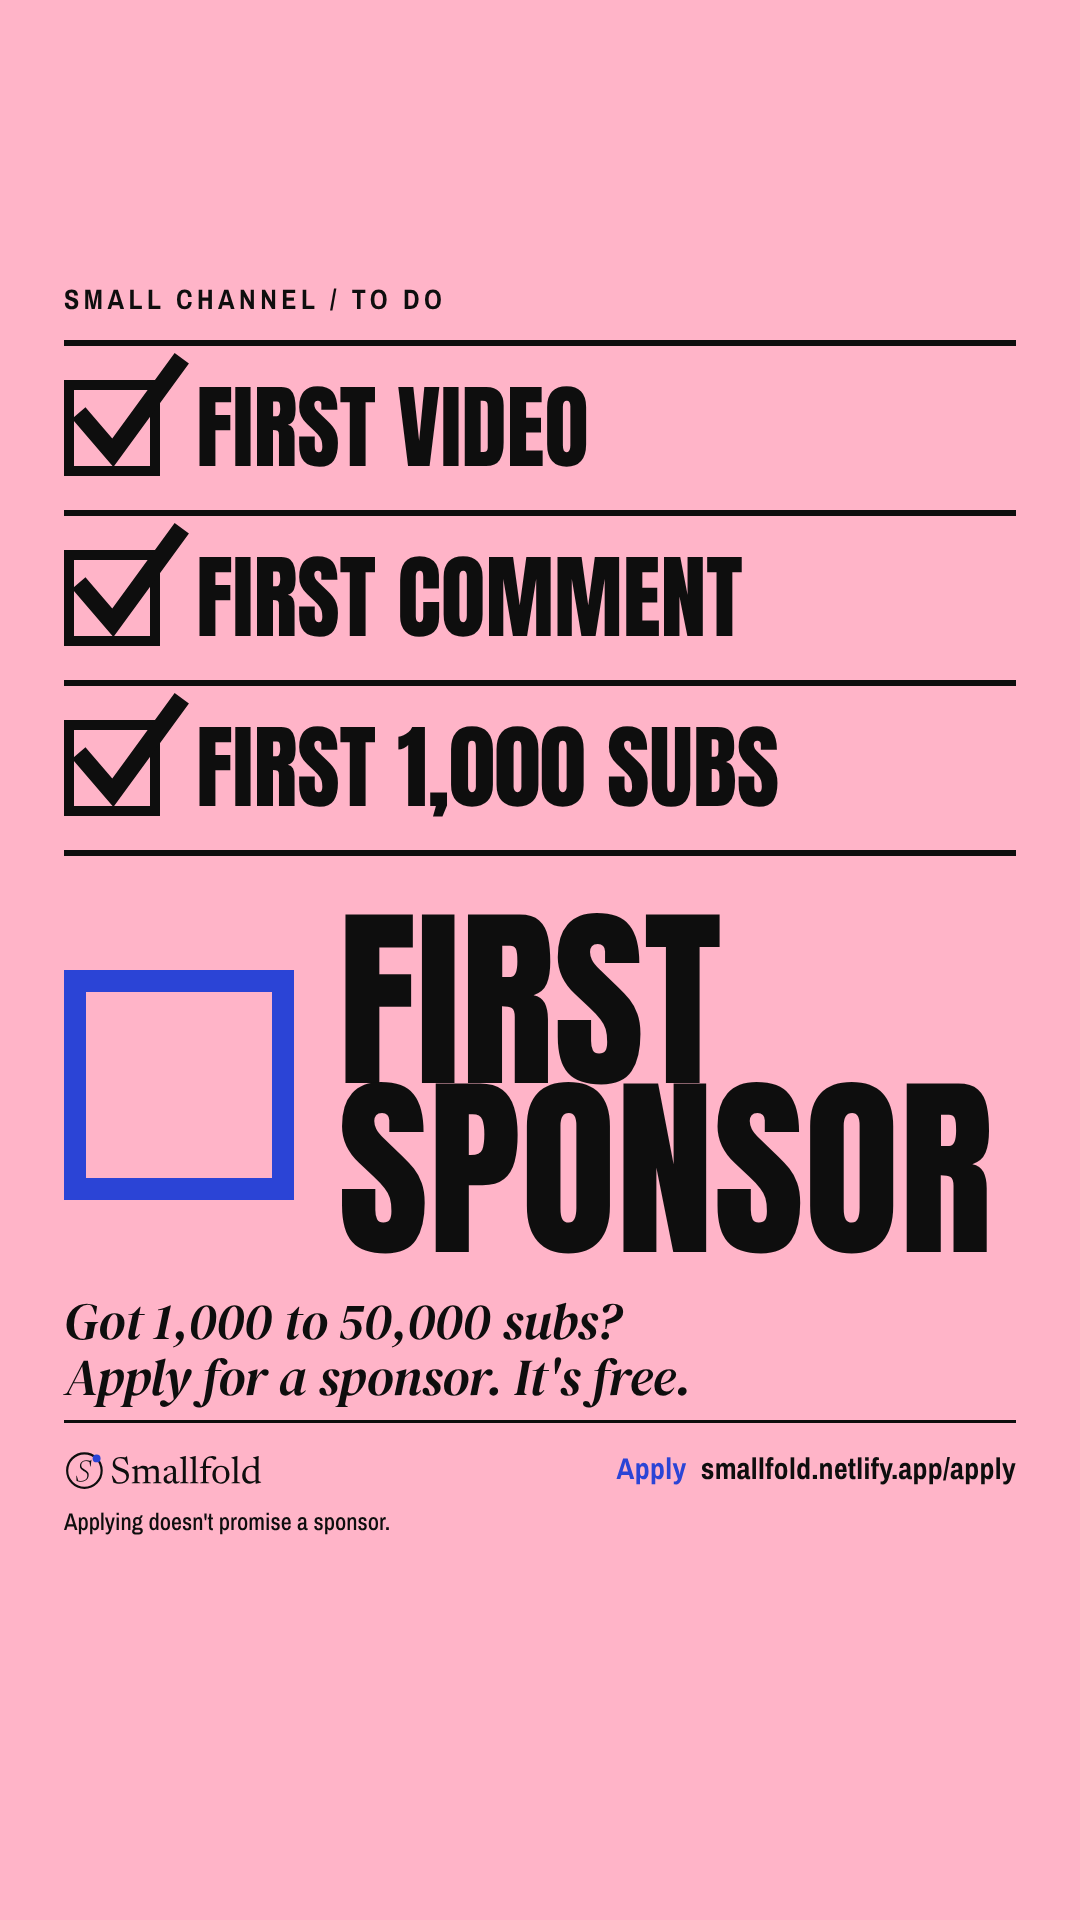 SMALL CHANNEL / TO DO
FIRST VIDEO
FIRST COMMENT
FIRST 1,000 SUBS
FIRST
SPONSOR
Got 1,000 to 50,000 subs?
Apply for a sponsor. It's free.
S Smallfold
Apply smallfold.netlify.app/apply
Applying doesn't promise a sponsor.